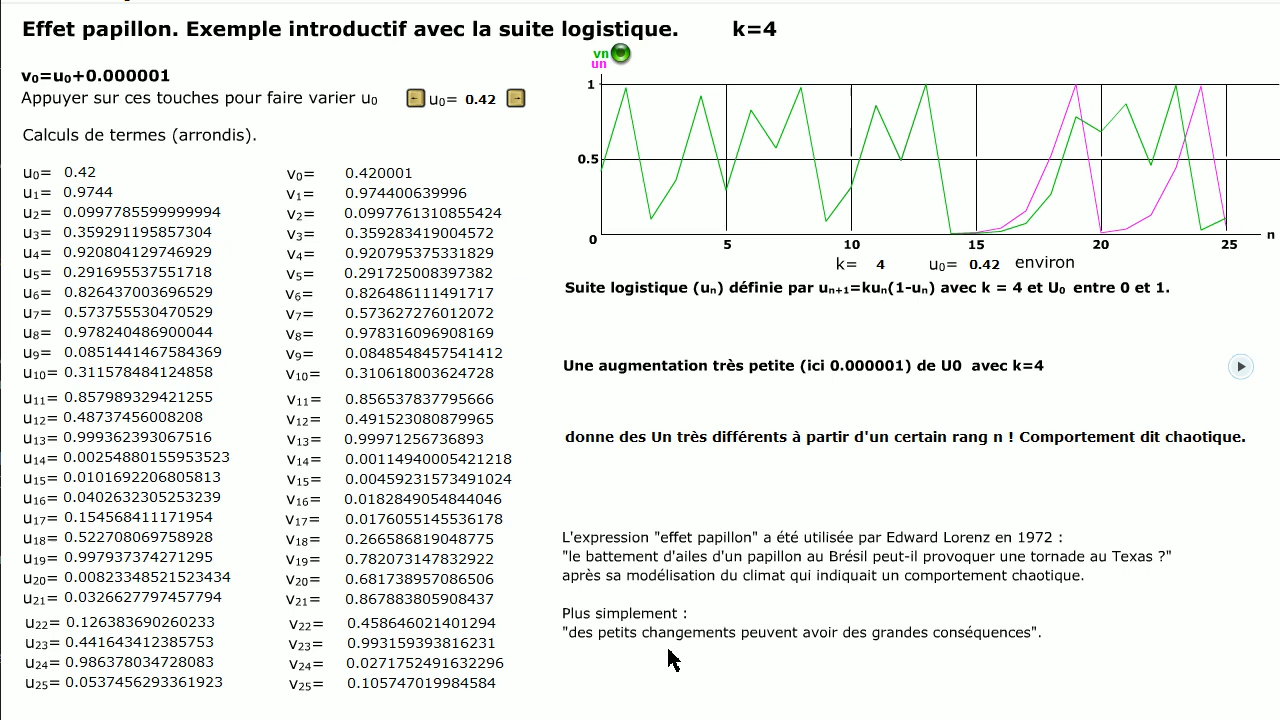 Effet papillon. Exemple introductif avec la suite logistique. k=4
v₀=u₀+0.000001
Appuyer sur ces touches pour faire varier u₀ u₀= 0.42
Calculs de termes (arrondis).
u₀= 0.42 v₀= 0.420001
u₁= 0.9744 v₁= 0.974400639996
u₂= 0.0997785599999994 v₂= 0.0997761310855424
u₃= 0.359291195857304 v₃= 0.359283419004572
u₄= 0.920804129746929 v₄= 0.920795375331829
u₅= 0.291695537551718 v₅= 0.291725008397382
u₆= 0.826437003696529 v₆= 0.826486111491717
u₇= 0.573755530470529 v₇= 0.573627276012072
u₈= 0.978240486900044 v₈= 0.978316096908169
u₉= 0.0851441467584369 v₉= 0.0848548457541412
u₁₀= 0.311578484124858 v₁₀= 0.310618003624728
u₁₁= 0.857989329421255 v₁₁= 0.856537837795666
u₁₂= 0.48737456008208 v₁₂= 0.491523080879965
u₁₃= 0.999362393067516 v₁₃= 0.99971256736893
u₁₄= 0.00254880155953523 v₁₄= 0.00114940005421218
u₁₅= 0.0101692206805813 v₁₅= 0.00459231573491024
u₁₆= 0.0402632305253239 v₁₆= 0.0182849054844046
u₁₇= 0.154568411171954 v₁₇= 0.0176055145536178
u₁₈= 0.522708069758928 v₁₈= 0.266586819048775
u₁₉= 0.997937374271295 v₁₉= 0.782073147832922
u₂₀= 0.00823348521523434 v₂₀= 0.681738957086506
u₂₁= 0.0326627797457794 v₂₁= 0.867883805908437
u₂₂= 0.126383690260233 v₂₂= 0.458646021401294
u₂₃= 0.441643412385753 v₂₃= 0.993159393816231
u₂₄= 0.986378034728083 v₂₄= 0.0271752491632296
u₂₅= 0.0537456293361923 v₂₅= 0.105747019984584
vn
un
1
0.5
0
5 10 15 20 25 n
k= 4 u₀= 0.42 environ
Suite logistique (uₙ) définie par uₙ₊₁=kuₙ(1-uₙ) avec k = 4 et U₀ entre 0 et 1.
Une augmentation très petite (ici 0.000001) de U0 avec k=4
donne des Un très différents à partir d'un certain rang n ! Comportement dit chaotique.
L'expression "effet papillon" a été utilisée par Edward Lorenz en 1972 :
"le battement d'ailes d'un papillon au Brésil peut-il provoquer une tornade au Texas ?"
après sa modélisation du climat qui indiquait un comportement chaotique.
Plus simplement :
"des petits changements peuvent avoir des grandes conséquences".